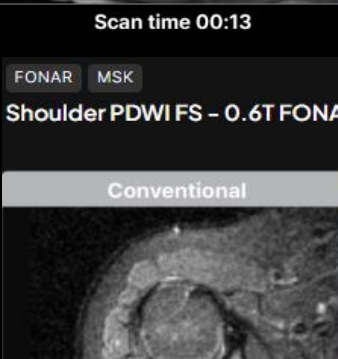 Scan time 00:13
FONAR MSK
Shoulder PDWI FS – 0.6T FONA
Conventional